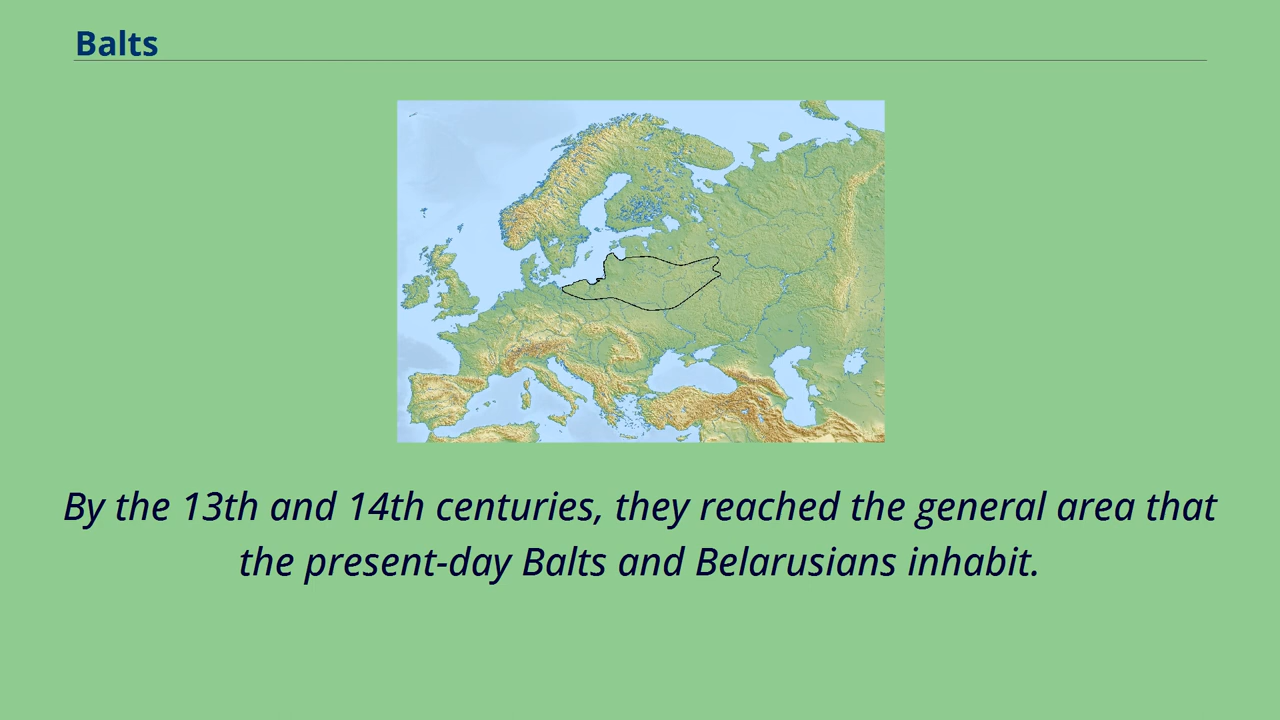 Balts
By the 13th and 14th centuries, they reached the general area that
the present-day Balts and Belarusians inhabit.